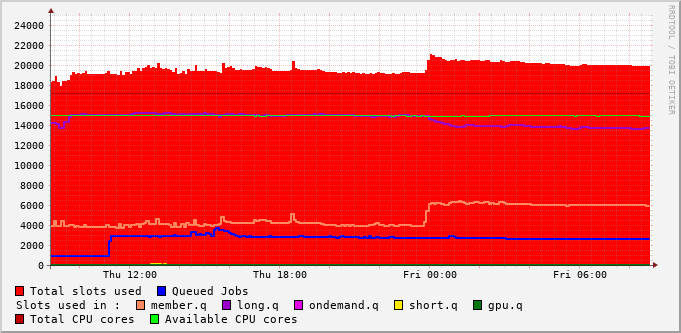 RRDTOOL / TOBI OETIKER
24000
22000
20000
18000
16000
14000
12000
10000
8000
6000
4000
2000
0
Thu 12:00 Thu 18:00 Fri 00:00 Fri 06:00
Total slots used Queued Jobs
Slots used in : member.q long.q ondemand.q short.q gpu.q
Total CPU cores Available CPU cores